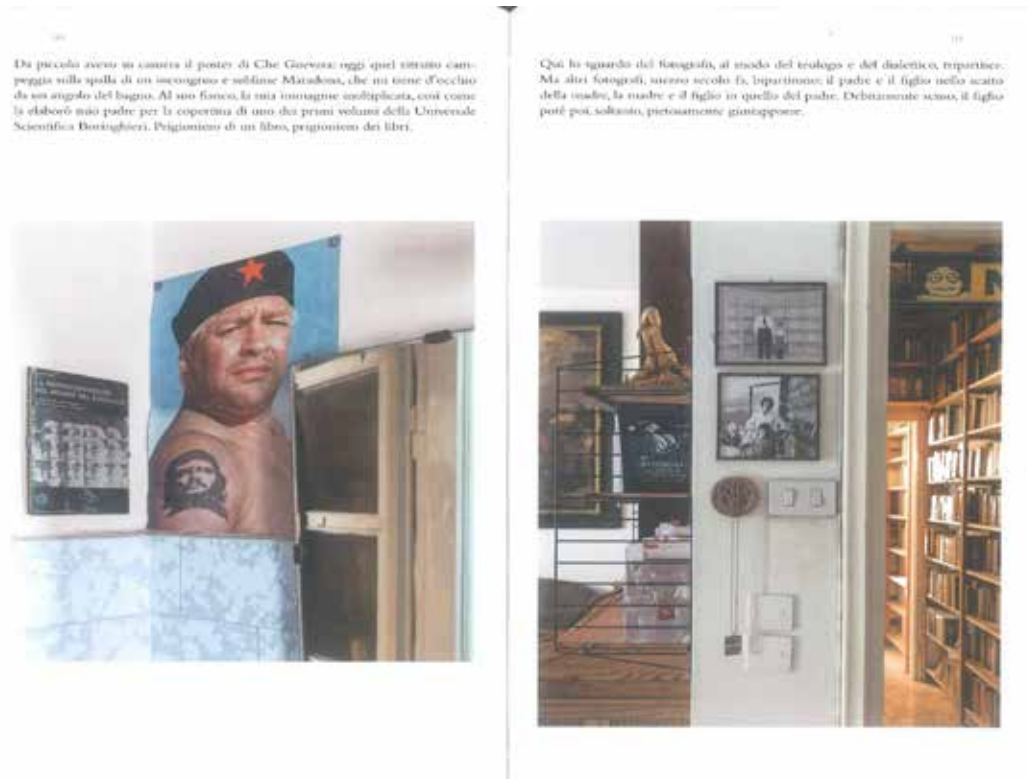 Da piccolo avevo in camera il poster di Che Guevara: oggi quel ritratto cam-
peggia sulla spalla di un incongruo e sublime Maradona, che mi tiene d'occhio
da un angolo del bagno. Al suo fianco, la sua immagine moltiplicata, così come
la elaborò mio padre per la copertina di uno dei primi volumi della Universale
Scientifica Boringhieri. Prigioniero di un libro, prigioniero dei libri.
Qui lo sguardo del fotografo, al modo del teologo e del dialettico, tripartisce.
Ma altri fotografi, mezzo secolo fa, bipartirono: il padre e il figlio nello scatto
della madre, la madre e il figlio in quello del padre. Debitamente scisso, il figlio
poté poi, soltanto, pietosamente giustapporre.